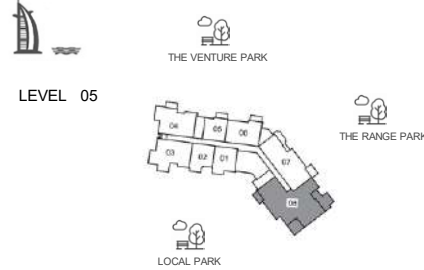 THE VENTURE PARK
LEVEL 05
THE RANGE PARK
04
05
06
03
02
01
07
08
LOCAL PARK